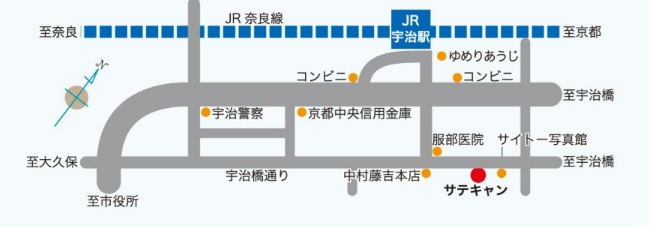 JR 奈良線
JR
宇治駅
至奈良
至京都
ゆめりあうじ
N
コンビニ
コンビニ
至宇治橋
宇治警察
京都中央信用金庫
服部医院
サイトー写真館
至大久保
至宇治橋
宇治橋通り
中村藤吉本店
サテキャン
至市役所